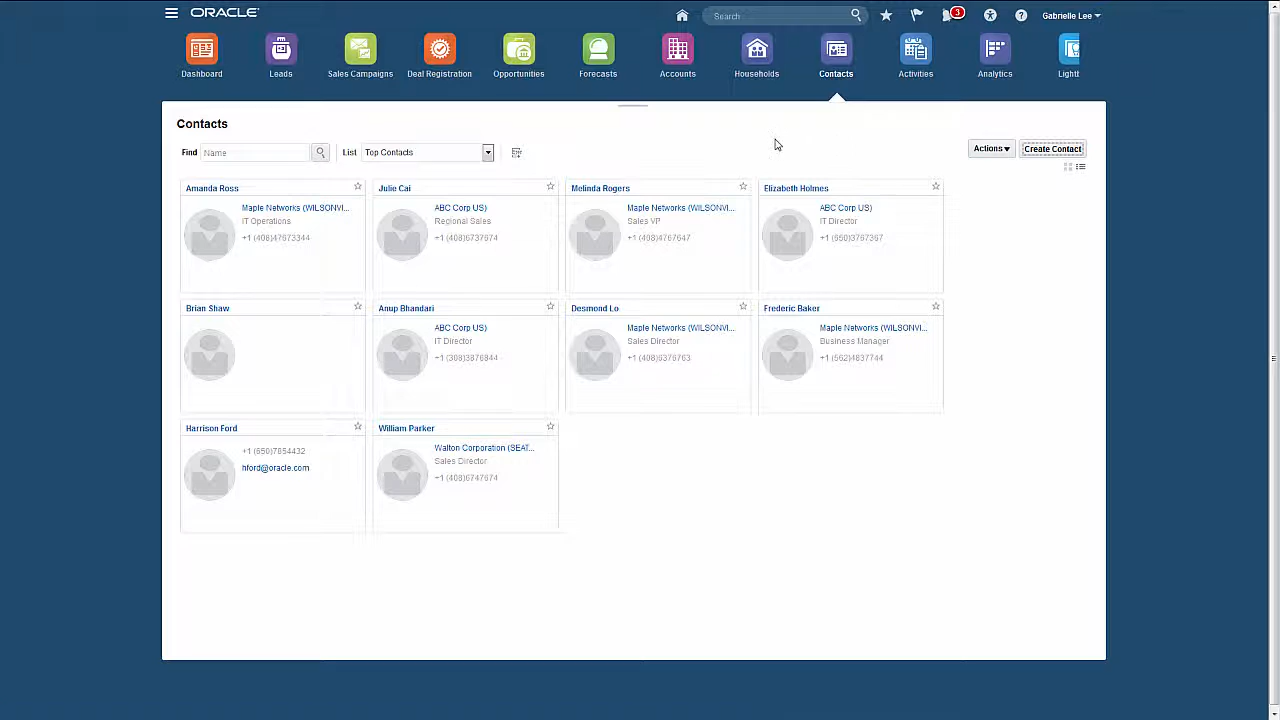 ORACLE
Search
3
Gabrielle Lee
Dashboard
Leads
Sales Campaigns
Deal Registration
Opportunities
Forecasts
Accounts
Households
Contacts
Activities
Analytics
Lightb
Contacts
Find Name
List Top Contacts
Actions
Create Contact
Amanda Ross
Maple Networks (WILSONVI...
IT Operations
+1 (408)47673344
Julie Cai
ABC Corp US)
Regional Sales
+1 (408)6737674
Melinda Rogers
Maple Networks (WILSONVI...
Sales VP
+1 (408)4767647
Elizabeth Holmes
ABC Corp US)
IT Director
+1 (650)3767367
Brian Shaw
Anup Bhandari
ABC Corp US)
IT Director
+1 (308)3876844
Desmond Lo
Maple Networks (WILSONVI...
Sales Director
+1 (408)6376763
Frederic Baker
Maple Networks (WILSONVI...
Business Manager
+1 (562)4837744
Harrison Ford
+1 (650)7854432
hford@oracle.com
William Parker
Walton Corporation (SEAT...
Sales Director
+1 (408)6747674